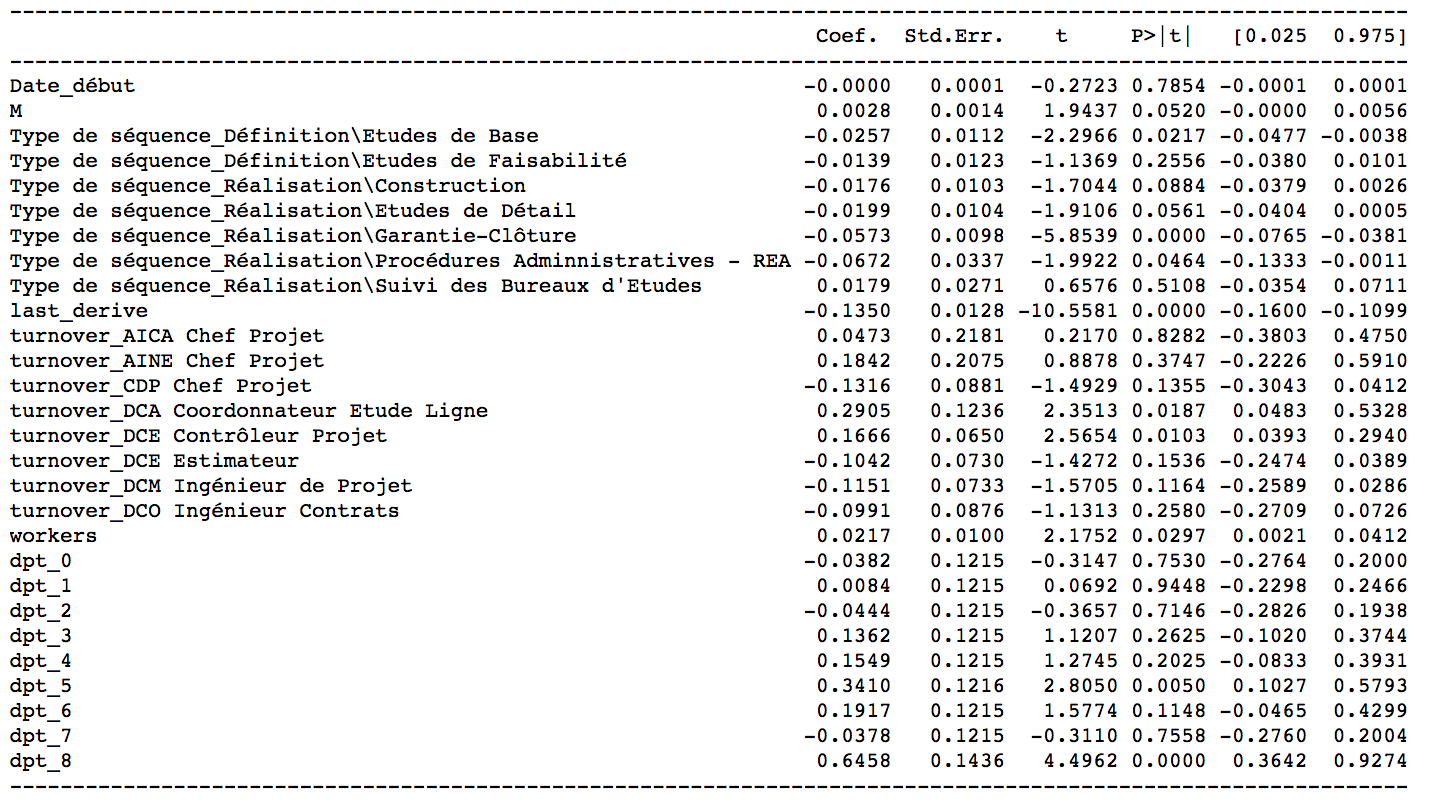 Coef. Std.Err. t P>|t| [0.025 0.975]
Date_début -0.0000 0.0001 -0.2723 0.7854 -0.0001 0.0001
M 0.0028 0.0014 1.9437 0.0520 -0.0000 0.0056
Type de séquence_Définition\Etudes de Base -0.0257 0.0112 -2.2966 0.0217 -0.0477 -0.0038
Type de séquence_Définition\Etudes de Faisabilité -0.0139 0.0123 -1.1369 0.2556 -0.0380 0.0101
Type de séquence_Réalisation\Construction -0.0176 0.0103 -1.7044 0.0884 -0.0379 0.0026
Type de séquence_Réalisation\Etudes de Détail -0.0199 0.0104 -1.9106 0.0561 -0.0404 0.0005
Type de séquence_Réalisation\Garantie-Clôture -0.0573 0.0098 -5.8539 0.0000 -0.0765 -0.0381
Type de séquence_Réalisation\Procédures Adminnistratives - REA -0.0672 0.0337 -1.9922 0.0464 -0.1333 -0.0011
Type de séquence_Réalisation\Suivi des Bureaux d'Etudes 0.0179 0.0271 0.6576 0.5108 -0.0354 0.0711
last_derive -0.1350 0.0128 -10.5581 0.0000 -0.1600 -0.1099
turnover_AICA Chef Projet 0.0473 0.2181 0.2170 0.8282 -0.3803 0.4750
turnover_AINE Chef Projet 0.1842 0.2075 0.8878 0.3747 -0.2226 0.5910
turnover_CDP Chef Projet -0.1316 0.0881 -1.4929 0.1355 -0.3043 0.0412
turnover_DCA Coordonnateur Etude Ligne 0.2905 0.1236 2.3513 0.0187 0.0483 0.5328
turnover_DCE Contrôleur Projet 0.1666 0.0650 2.5654 0.0103 0.0393 0.2940
turnover_DCE Estimateur -0.1042 0.0730 -1.4272 0.1536 -0.2474 0.0389
turnover_DCM Ingénieur de Projet -0.1151 0.0733 -1.5705 0.1164 -0.2589 0.0286
turnover_DCO Ingénieur Contrats -0.0991 0.0876 -1.1313 0.2580 -0.2709 0.0726
workers 0.0217 0.0100 2.1752 0.0297 0.0021 0.0412
dpt_0 -0.0382 0.1215 -0.3147 0.7530 -0.2764 0.2000
dpt_1 0.0084 0.1215 0.0692 0.9448 -0.2298 0.2466
dpt_2 -0.0444 0.1215 -0.3657 0.7146 -0.2826 0.1938
dpt_3 0.1362 0.1215 1.1207 0.2625 -0.1020 0.3744
dpt_4 0.1549 0.1215 1.2745 0.2025 -0.0833 0.3931
dpt_5 0.3410 0.1216 2.8050 0.0050 0.1027 0.5793
dpt_6 0.1917 0.1215 1.5774 0.1148 -0.0465 0.4299
dpt_7 -0.0378 0.1215 -0.3110 0.7558 -0.2760 0.2004
dpt_8 0.6458 0.1436 4.4962 0.0000 0.3642 0.9274